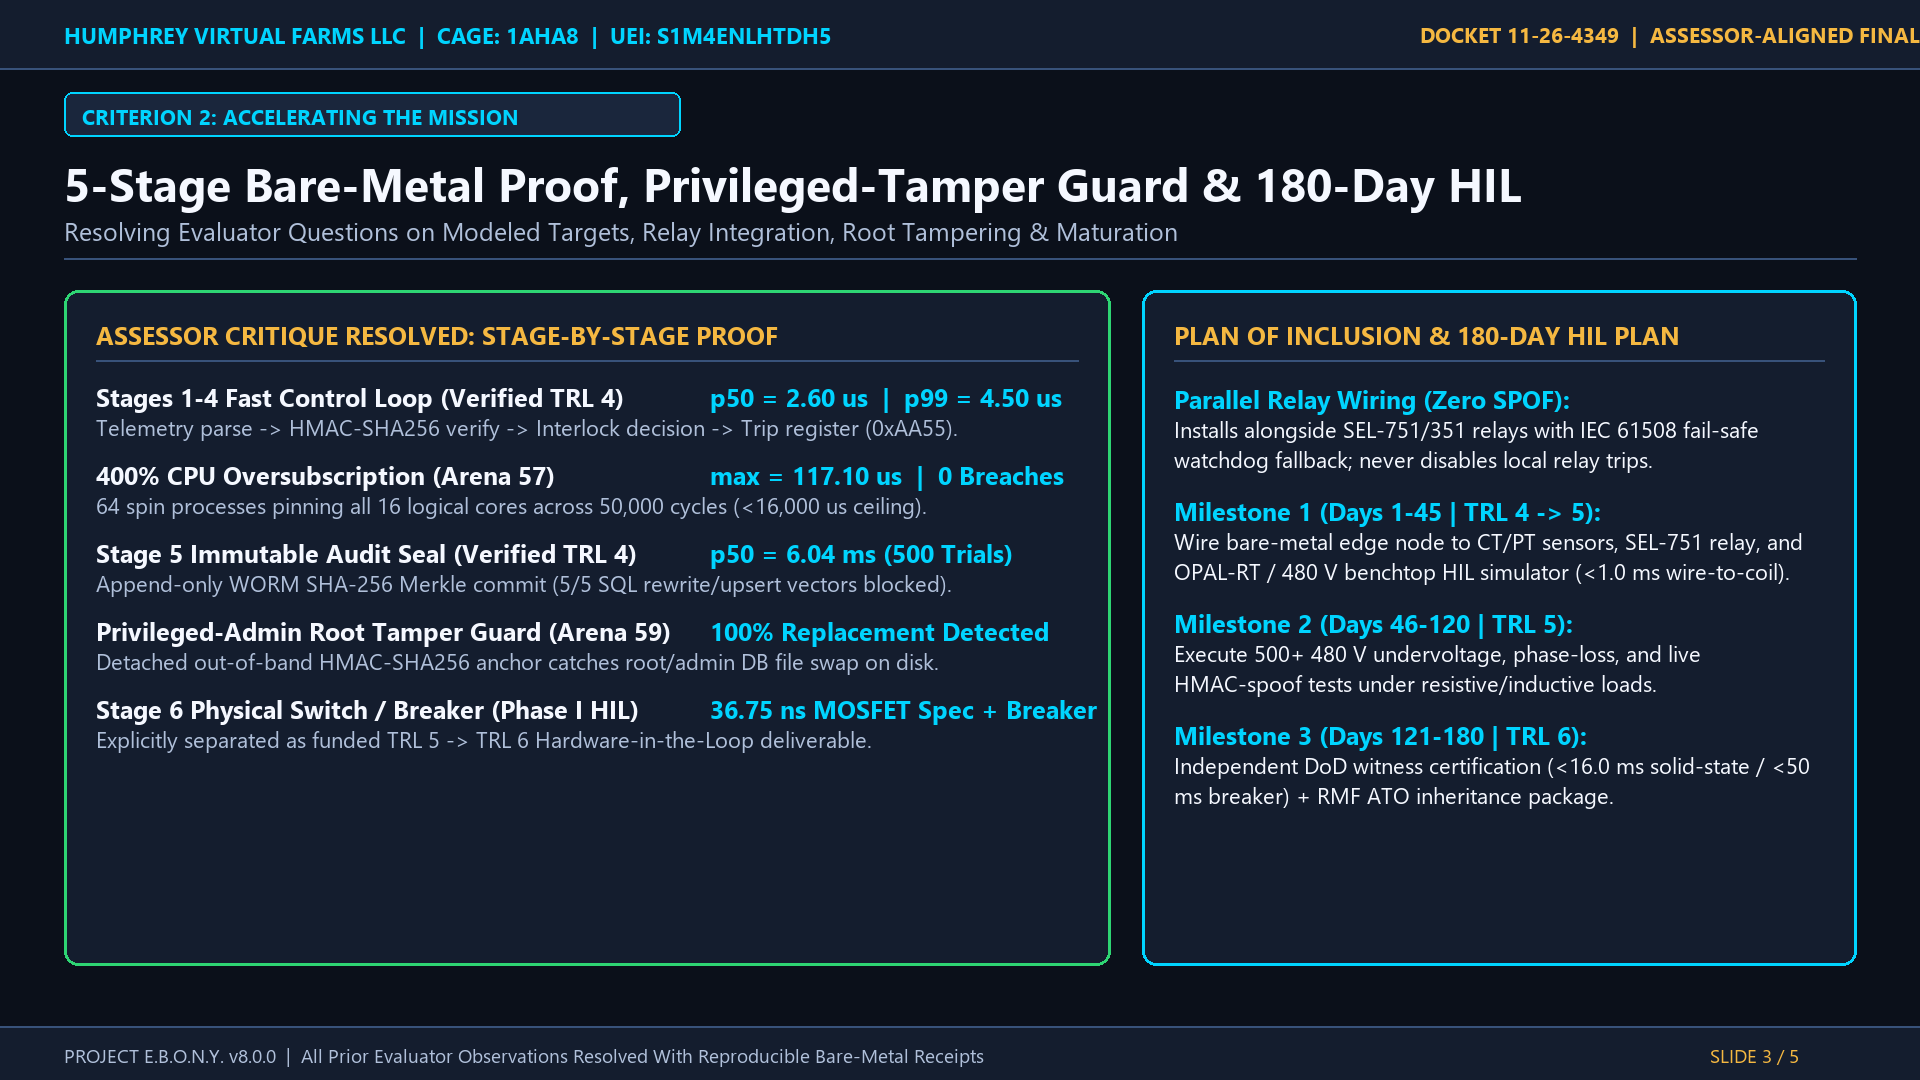 HUMPHREY VIRTUAL FARMS LLC | CAGE: 1AHA8 | UEI: S1M4ENLHTDH5
DOCKET 11-26-4349 | ASSESSOR-ALIGNED FINAL
CRITERION 2: ACCELERATING THE MISSION
5-Stage Bare-Metal Proof, Privileged-Tamper Guard & 180-Day HIL
Resolving Evaluator Questions on Modeled Targets, Relay Integration, Root Tampering & Maturation
ASSESSOR CRITIQUE RESOLVED: STAGE-BY-STAGE PROOF
Stages 1-4 Fast Control Loop (Verified TRL 4) p50 = 2.60 us | p99 = 4.50 us
Telemetry parse -> HMAC-SHA256 verify -> Interlock decision -> Trip register (0xAA55).
400% CPU Oversubscription (Arena 57) max = 117.10 us | 0 Breaches
64 spin processes pinning all 16 logical cores across 50,000 cycles (<16,000 us ceiling).
Stage 5 Immutable Audit Seal (Verified TRL 4) p50 = 6.04 ms (500 Trials)
Append-only WORM SHA-256 Merkle commit (5/5 SQL rewrite/upsert vectors blocked).
Privileged-Admin Root Tamper Guard (Arena 59) 100% Replacement Detected
Detached out-of-band HMAC-SHA256 anchor catches root/admin DB file swap on disk.
Stage 6 Physical Switch / Breaker (Phase I HIL) 36.75 ns MOSFET Spec + Breaker
Explicitly separated as funded TRL 5 -> TRL 6 Hardware-in-the-Loop deliverable.
PLAN OF INCLUSION & 180-DAY HIL PLAN
Parallel Relay Wiring (Zero SPOF):
Installs alongside SEL-751/351 relays with IEC 61508 fail-safe
watchdog fallback; never disables local relay trips.
Milestone 1 (Days 1-45 | TRL 4 -> 5):
Wire bare-metal edge node to CT/PT sensors, SEL-751 relay, and
OPAL-RT / 480 V benchtop HIL simulator (<1.0 ms wire-to-coil).
Milestone 2 (Days 46-120 | TRL 5):
Execute 500+ 480 V undervoltage, phase-loss, and live
HMAC-spoof tests under resistive/inductive loads.
Milestone 3 (Days 121-180 | TRL 6):
Independent DoD witness certification (<16.0 ms solid-state / <50
ms breaker) + RMF ATO inheritance package.
PROJECT E.B.O.N.Y. v8.0.0 | All Prior Evaluator Observations Resolved With Reproducible Bare-Metal Receipts
SLIDE 3 / 5